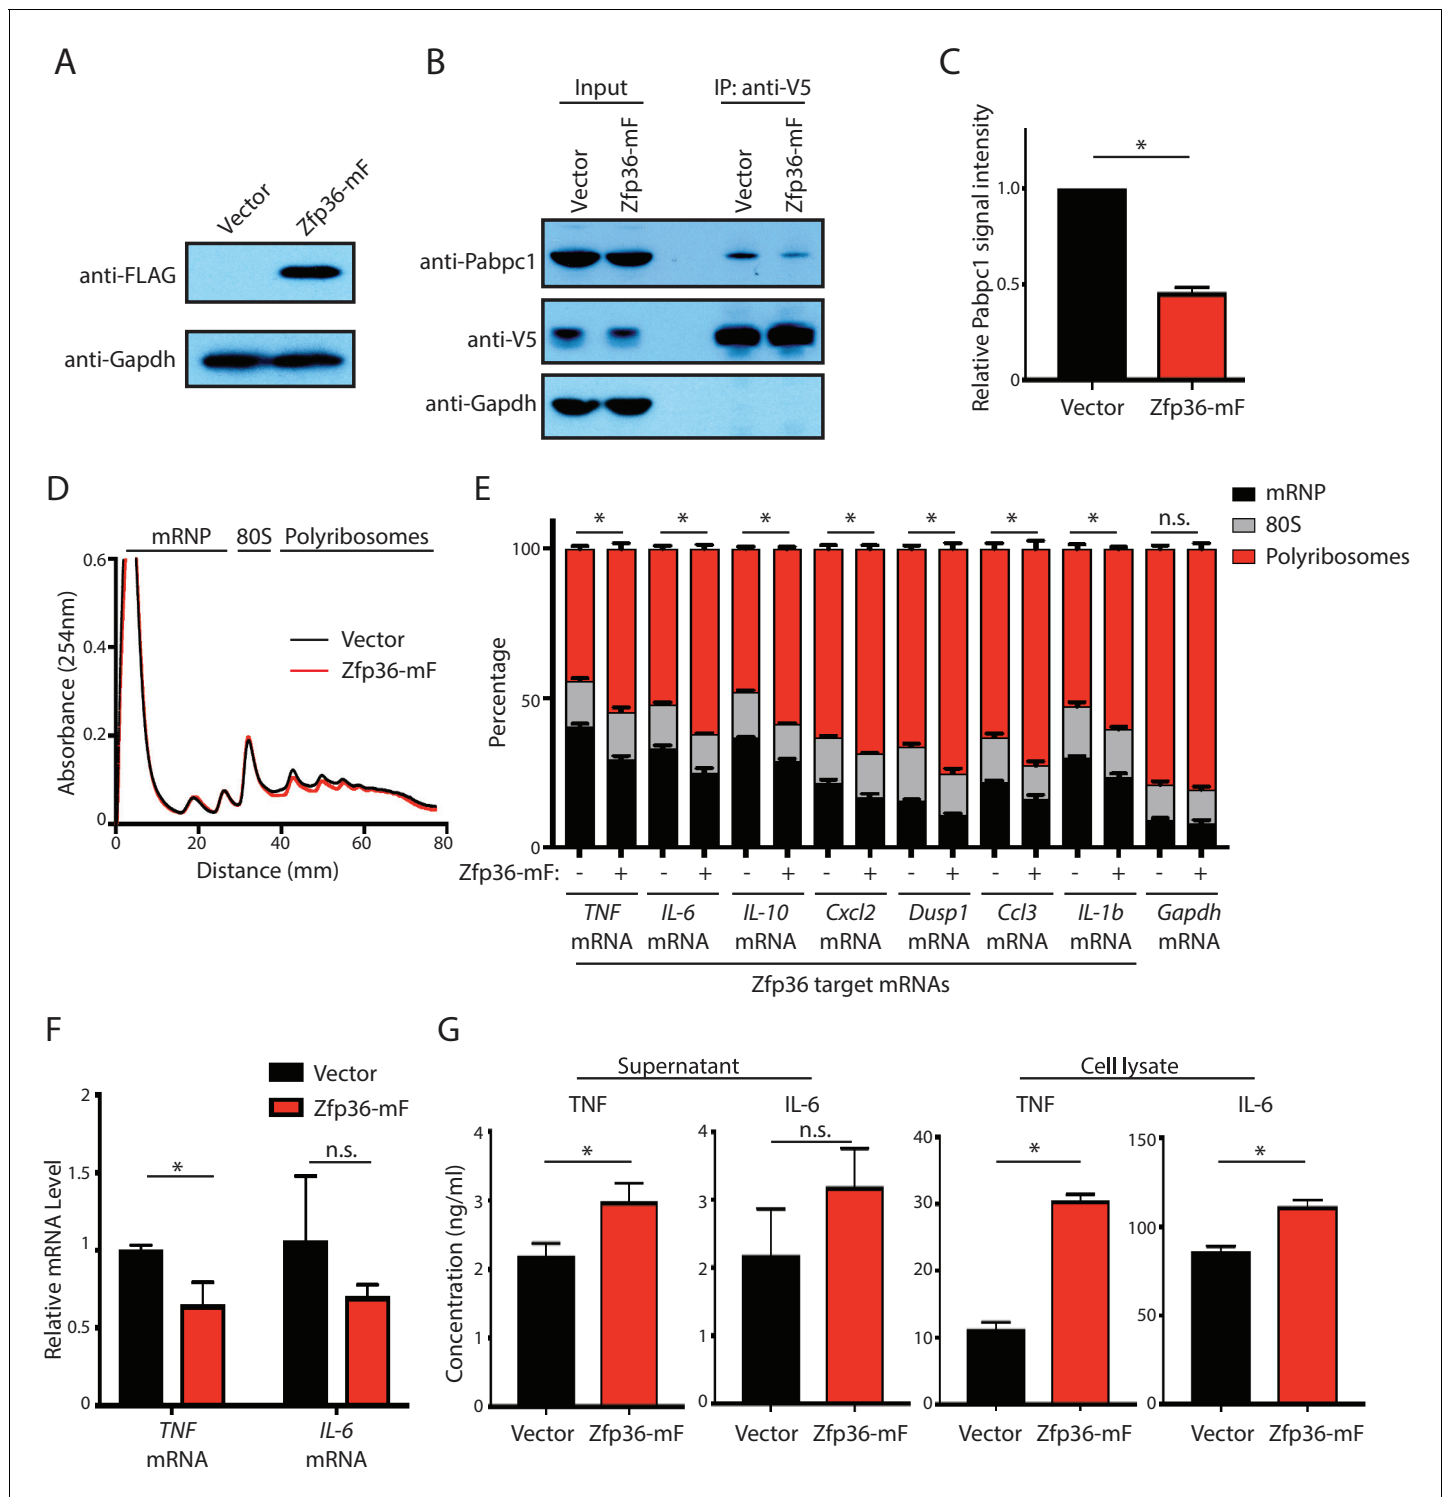 A
Vector
Zfp36-mF
anti-FLAG
anti-Gapdh
B
Input
IP: anti-V5
Vector
Zfp36-mF
Vector
Zfp36-mF
anti-Pabpc1
anti-V5
anti-Gapdh
C
Relative Pabpc1 signal intensity
*
1.0
0.5
0
Vector
Zfp36-mF
D
mRNP
80S
Polyribosomes
Absorbance (254nm)
0.6
0.4
0.2
0
Vector
Zfp36-mF
0 20 40 60 80
Distance (mm)
E
mRNP
80S
Polyribosomes
* * * * * * * n.s.
Percentage
100
50
0
Zfp36-mF: - + - + - + - + - + - + - + - +
TNF IL-6 IL-10 Cxcl2 Dusp1 Ccl3 IL-1b Gapdh
mRNA mRNA mRNA mRNA mRNA mRNA mRNA mRNA
Zfp36 target mRNAs
F
Vector
Zfp36-mF
Relative mRNA Level
2
1.5
1
0.5
0
*
n.s.
TNF IL-6
mRNA mRNA
G
Supernatant
Cell lysate
Concentration (ng/ml)
TNF
*
4
3
2
1
0
Vector Zfp36-mF
IL-6
n.s.
4
3
2
1
0
Vector Zfp36-mF
TNF
*
40
30
20
10
0
Vector Zfp36-mF
IL-6
*
150
100
50
0
Vector Zfp36-mF